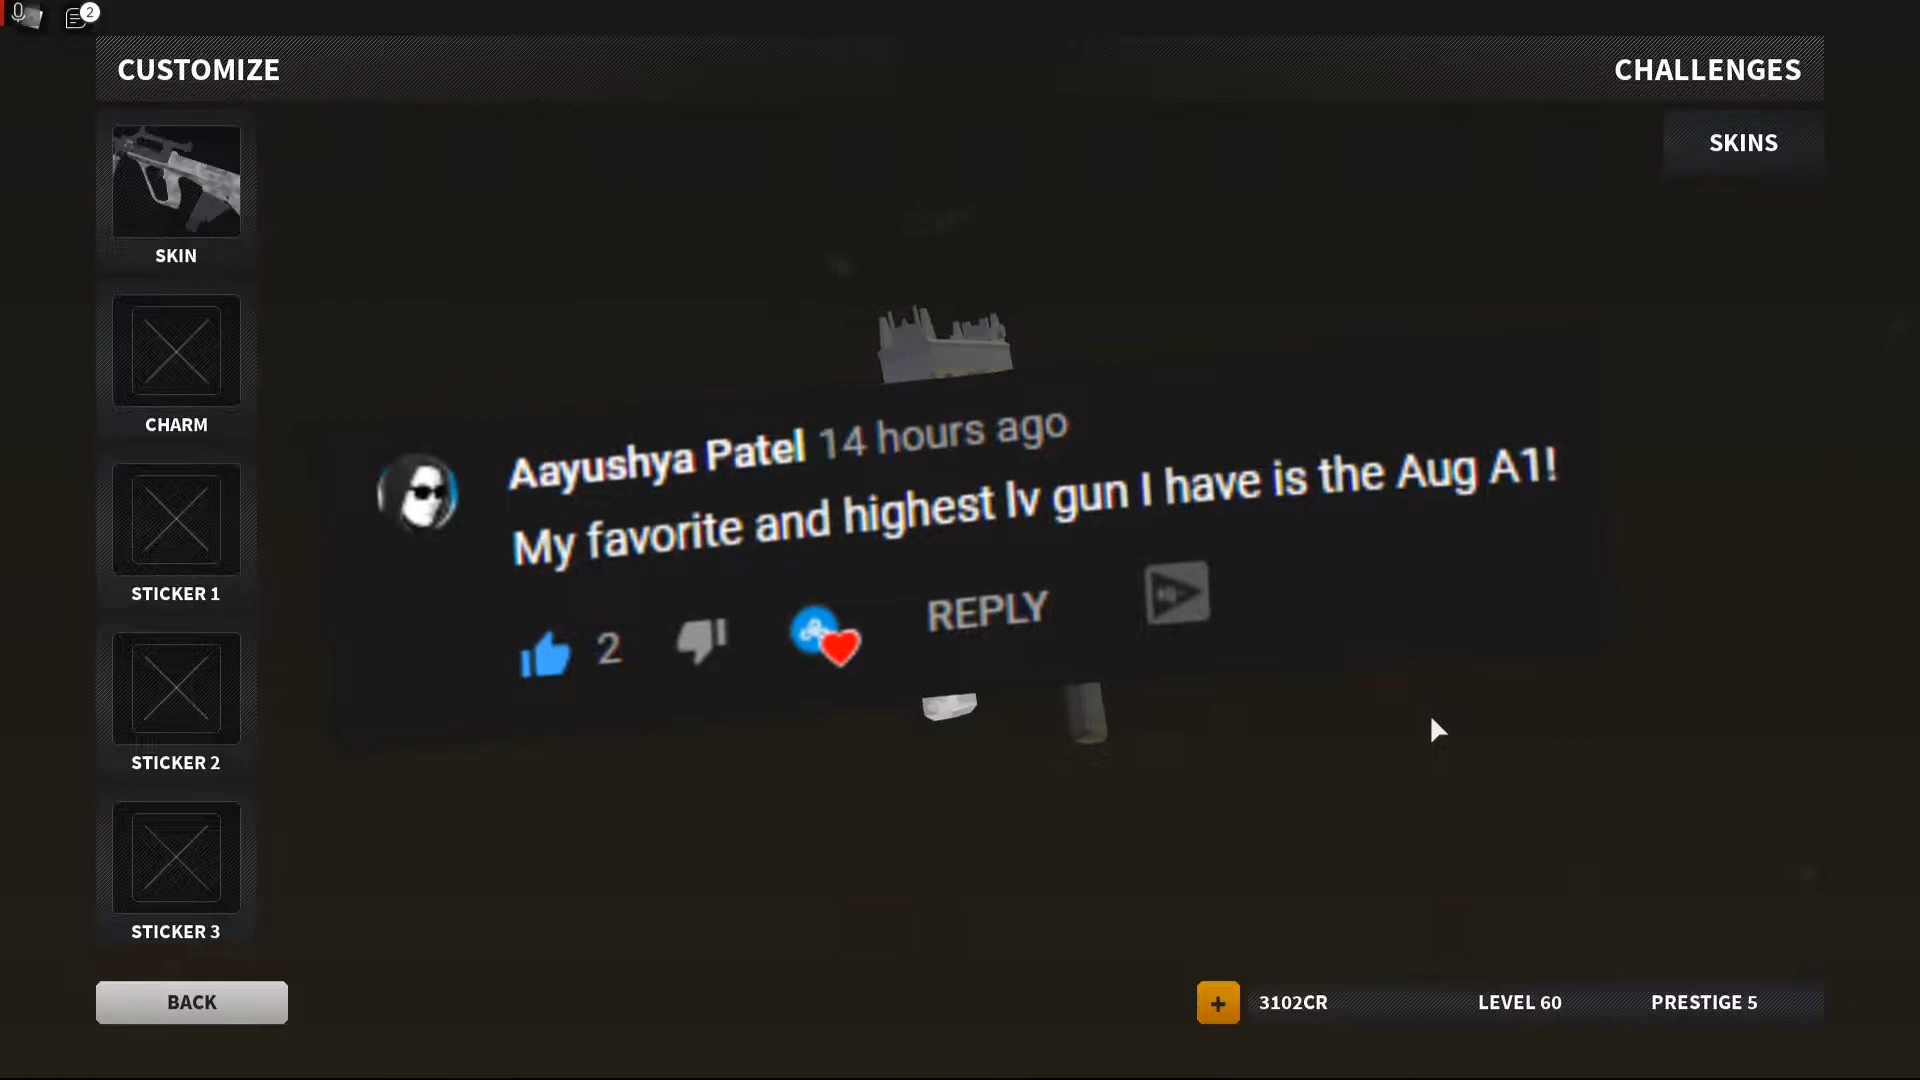 2
CUSTOMIZE
CHALLENGES
SKINS
SKIN
CHARM
STICKER 1
STICKER 2
STICKER 3
Aayushya Patel 14 hours ago
My favorite and highest lv gun I have is the Aug A1!
2
REPLY
BACK
+
3102CR
LEVEL 60
PRESTIGE 5